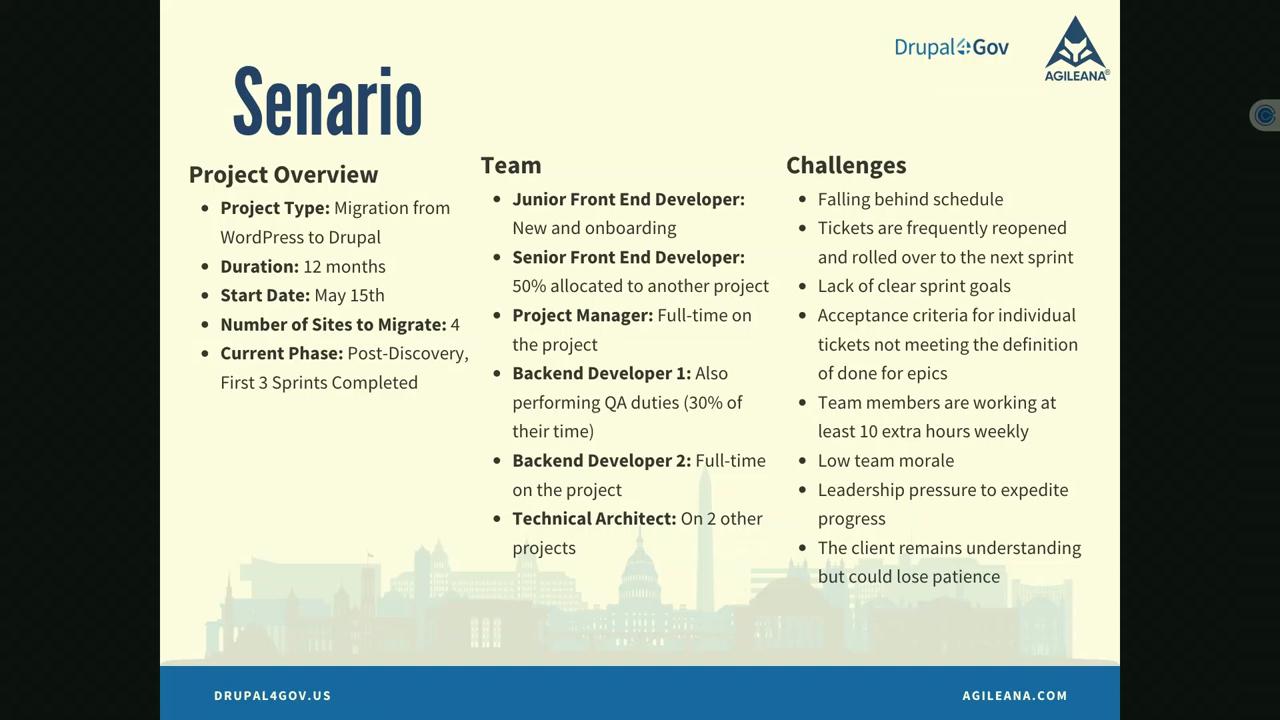 Drupal4Gov
AGILEANA®
Senario
Project Overview
• Project Type: Migration from
WordPress to Drupal
• Duration: 12 months
• Start Date: May 15th
• Number of Sites to Migrate: 4
• Current Phase: Post-Discovery,
First 3 Sprints Completed
Team
• Junior Front End Developer:
New and onboarding
• Senior Front End Developer:
50% allocated to another project
• Project Manager: Full-time on
the project
• Backend Developer 1: Also
performing QA duties (30% of
their time)
• Backend Developer 2: Full-time
on the project
• Technical Architect: On 2 other
projects
Challenges
• Falling behind schedule
• Tickets are frequently reopened
and rolled over to the next sprint
• Lack of clear sprint goals
• Acceptance criteria for individual
tickets not meeting the definition
of done for epics
• Team members are working at
least 10 extra hours weekly
• Low team morale
• Leadership pressure to expedite
progress
• The client remains understanding
but could lose patience
DRUPAL4GOV.US
AGILEANA.COM